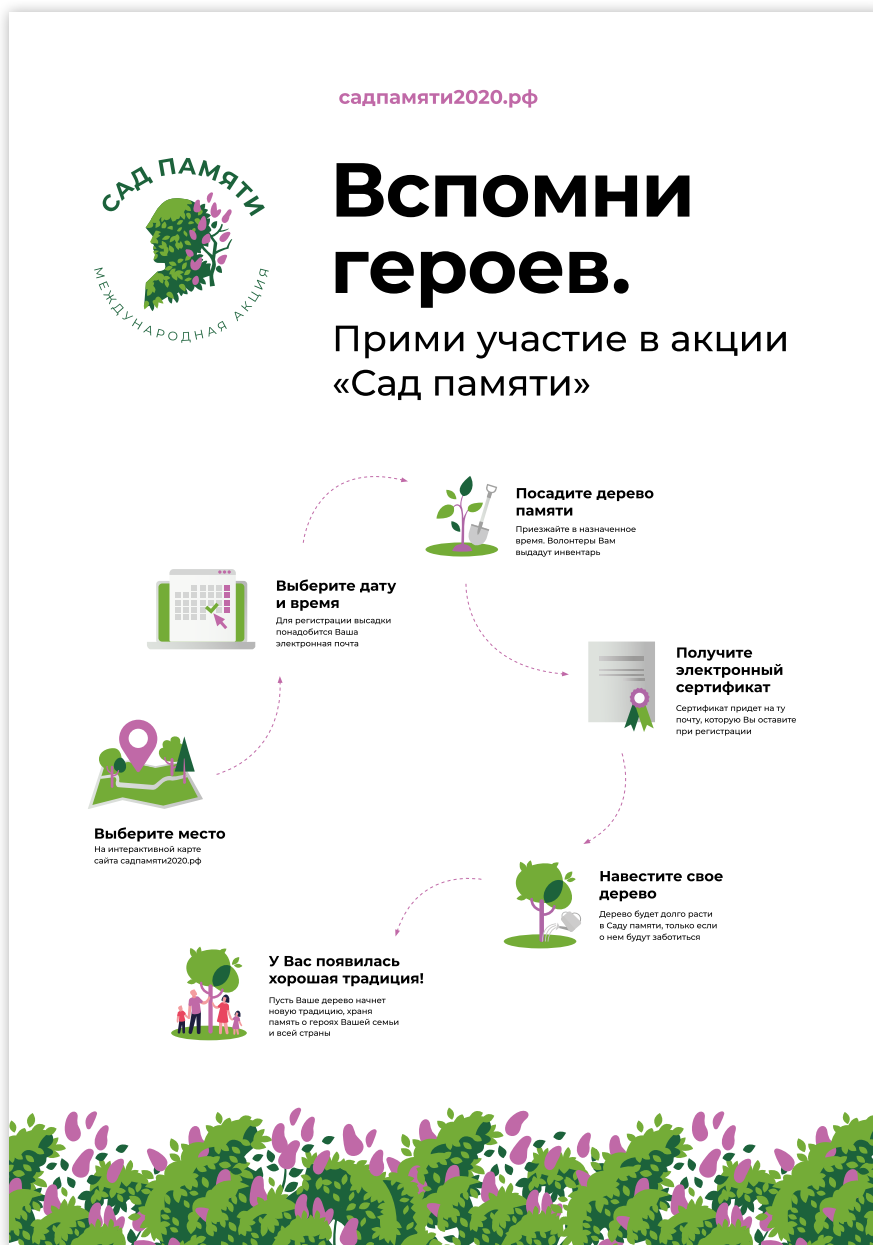 садпамяти2020.рф
САД ПАМЯТИ
МЕЖДУНАРОДНАЯ АКЦИЯ
Вспомни
героев.
Прими участие в акции
«Сад памяти»
Посадите дерево
памяти
Приезжайте в назначенное
время. Волонтеры Вам
выдадут инвентарь
Выберите дату
и время
Для регистрации высадки
понадобится Ваша
электронная почта
Получите
электронный
сертификат
Сертификат придет на ту
почту, которую Вы оставите
при регистрации
Выберите место
На интерактивной карте
сайта садпамяти2020.рф
Навестите свое
дерево
Дерево будет долго расти
в Саду памяти, только если
о нем будут заботиться
У Вас появилась
хорошая традиция!
Пусть Ваше дерево начнет
новую традицию, храня
память о героях Вашей семьи
и всей страны